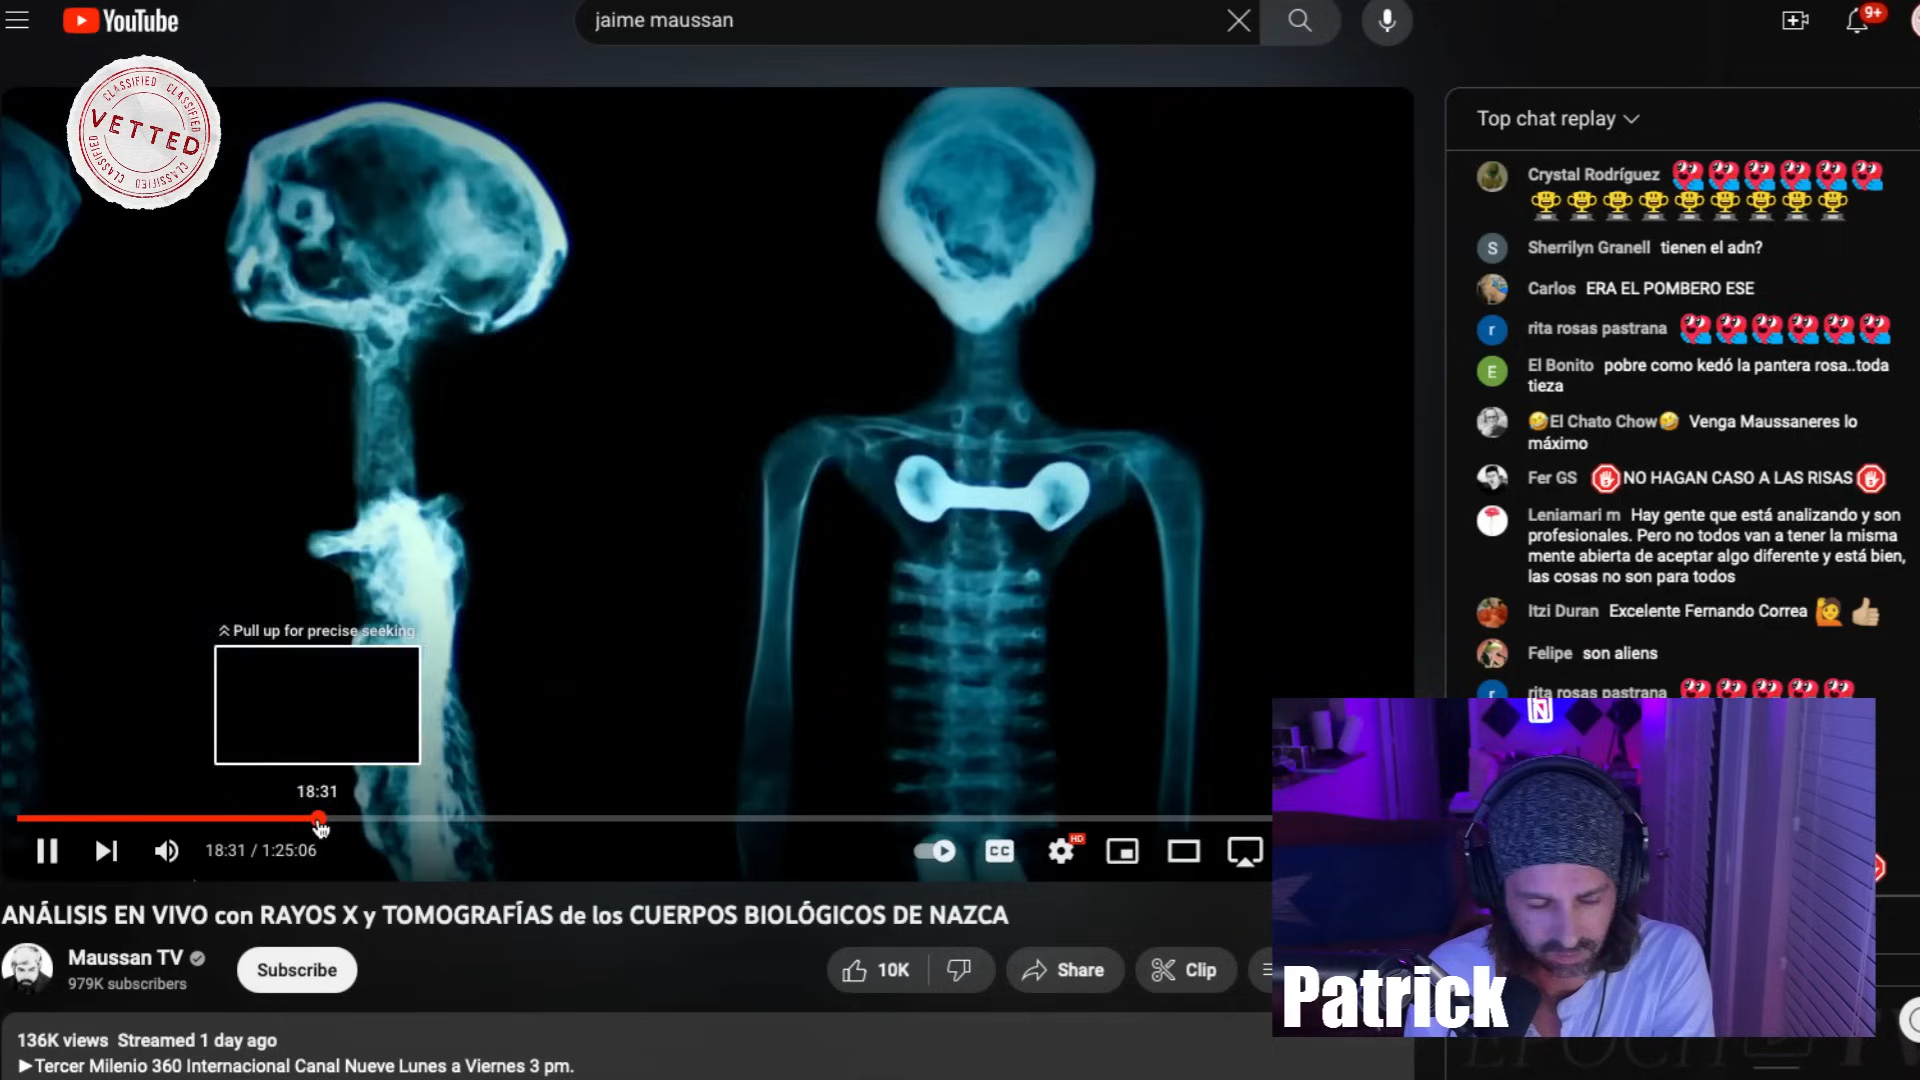 YouTube
jaime maussan
9+
CLASSIFIED CLASSIFIED
VETTED
CLASSIFIED
Top chat replay
Crystal Rodríguez
S
Sherrilyn Granell tienen el adn?
Carlos ERA EL POMBERO ESE
r
rita rosas pastrana
E
El Bonito pobre como kedó la pantera rosa..toda
tieza
El Chato Chow Venga Maussaneres lo
máximo
Fer GS NO HAGAN CASO A LAS RISAS
Leniamari m Hay gente que está analizando y son
profesionales. Pero no todos van a tener la misma
mente abierta de aceptar algo diferente y está bien,
las cosas no son para todos
Itzi Duran Excelente Fernando Correa
Felipe son aliens
rita rosas pastrana
Pull up for precise seeking
18:31
18:31 / 1:25:06
CC
HD
ANÁLISIS EN VIVO con RAYOS X y TOMOGRAFÍAS de los CUERPOS BIOLÓGICOS DE NAZCA
Maussan TV
979K subscribers
Subscribe
10K
Share
Clip
Patrick
136K views Streamed 1 day ago
▶Tercer Milenio 360 Internacional Canal Nueve Lunes a Viernes 3 pm.
EPOCH TV